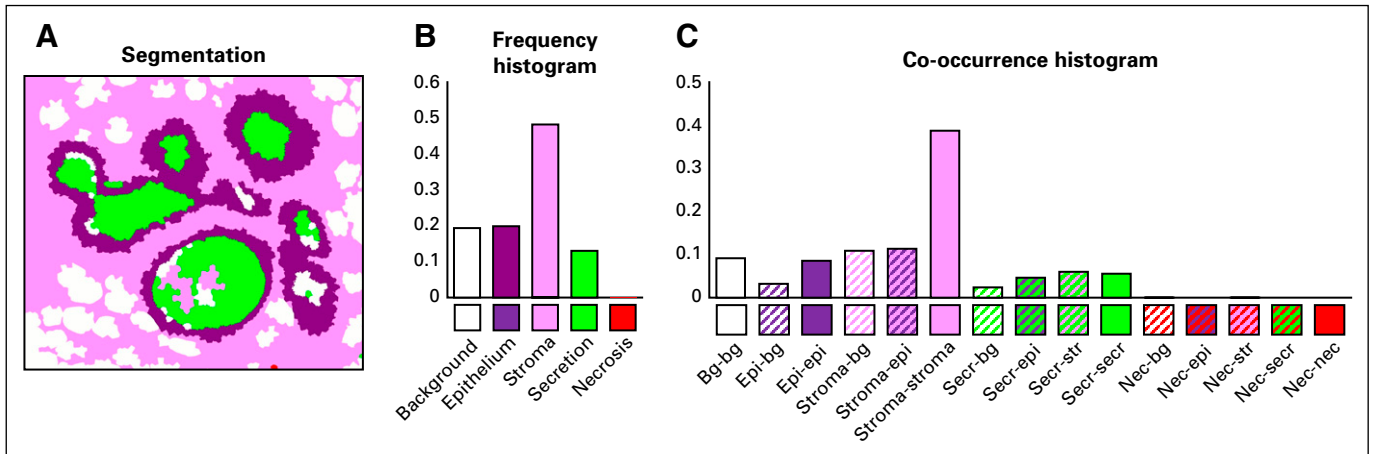 A
Segmentation
B
Frequency
histogram
0.6
0.5
0.4
0.3
0.2
0.1
0
Background
Epithelium
Stroma
Secretion
Necrosis
C
Co-occurrence histogram
0.5
0.4
0.3
0.2
0.1
0
Bg-bg
Epi-bg
Epi-epi
Stroma-bg
Stroma-epi
Stroma-stroma
Secr-bg
Secr-epi
Secr-str
Secr-secr
Nec-bg
Nec-epi
Nec-str
Nec-secr
Nec-nec